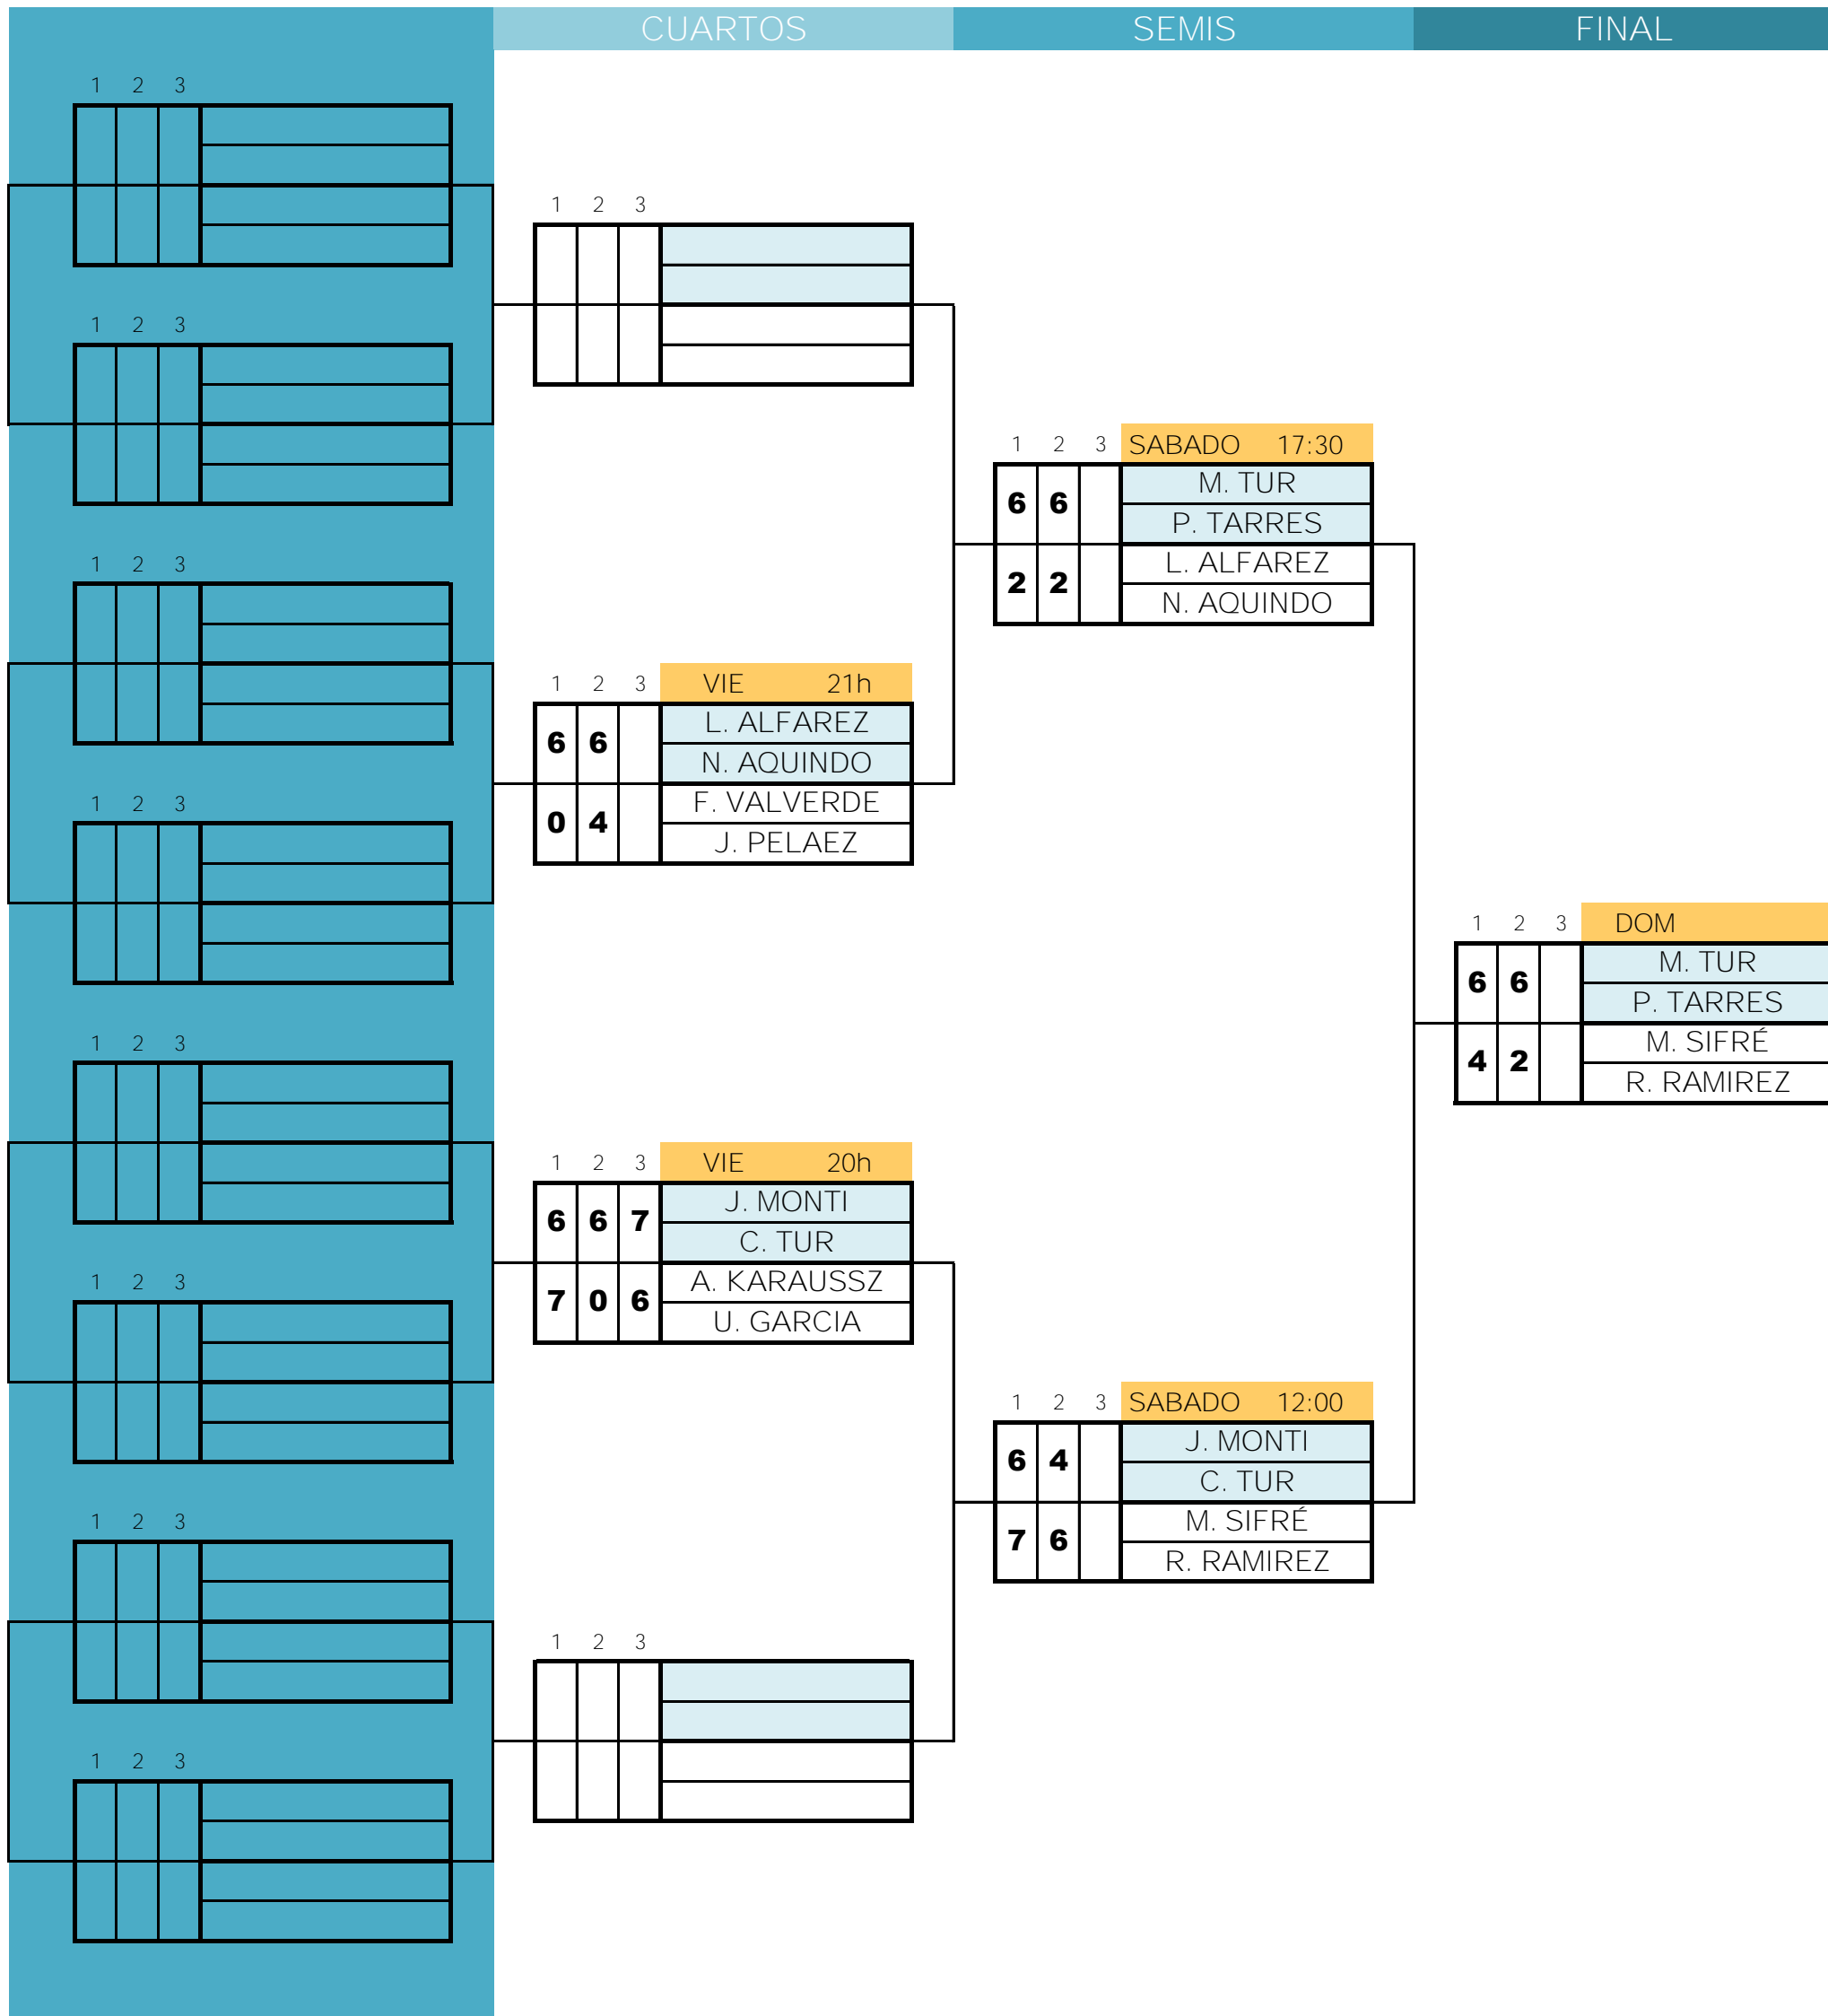 CUARTOS SEMIS FINAL
1 2 3
1 2 3
1 2 3
1 2 3
1 2 3
1 2 3
1 2 3
1 2 3
1 2 3
1 2 3 VIE 21h
6 6 L. ALFAREZ
N. AQUINDO
0 4 F. VALVERDE
J. PELAEZ
1 2 3 VIE 20h
6 6 7 J. MONTI
C. TUR
7 0 6 A. KARAUSSZ
U. GARCIA
1 2 3
1 2 3 SABADO 17:30
6 6 M. TUR
P. TARRES
2 2 L. ALFAREZ
N. AQUINDO
1 2 3 SABADO 12:00
6 4 J. MONTI
C. TUR
7 6 M. SIFRÉ
R. RAMIREZ
1 2 3 DOM
6 6 M. TUR
P. TARRES
4 2 M. SIFRÉ
R. RAMIREZ